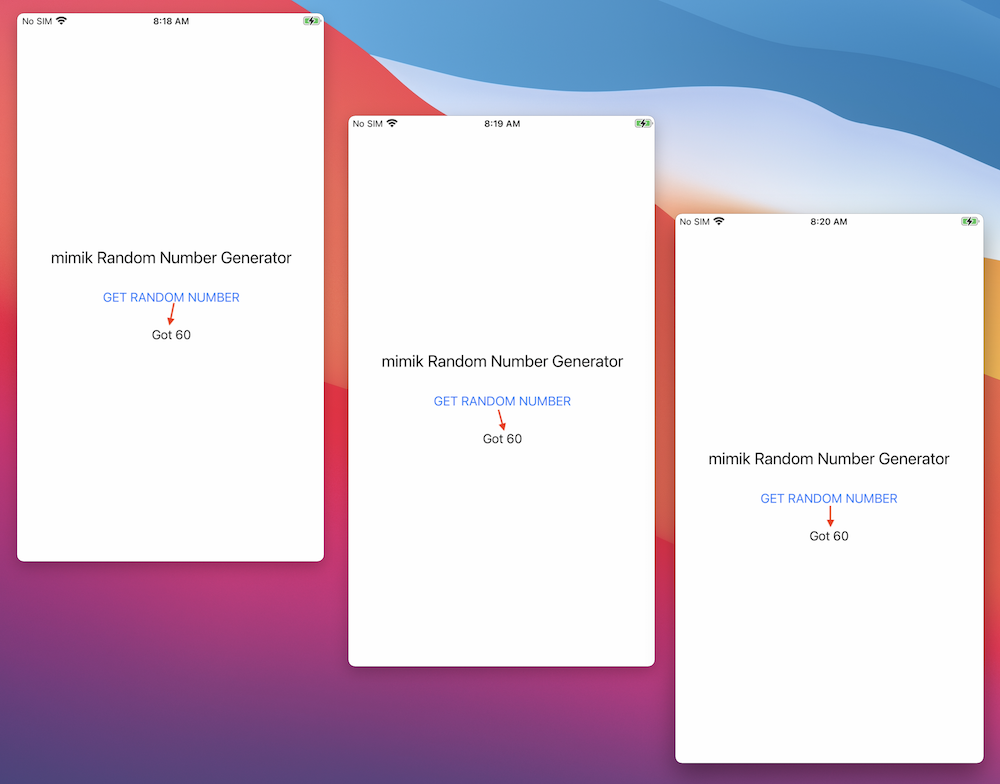 No SIM 8:18 AM
mimik Random Number Generator
GET RANDOM NUMBER
Got 60
No SIM 8:19 AM
mimik Random Number Generator
GET RANDOM NUMBER
Got 60
No SIM 8:20 AM
mimik Random Number Generator
GET RANDOM NUMBER
Got 60